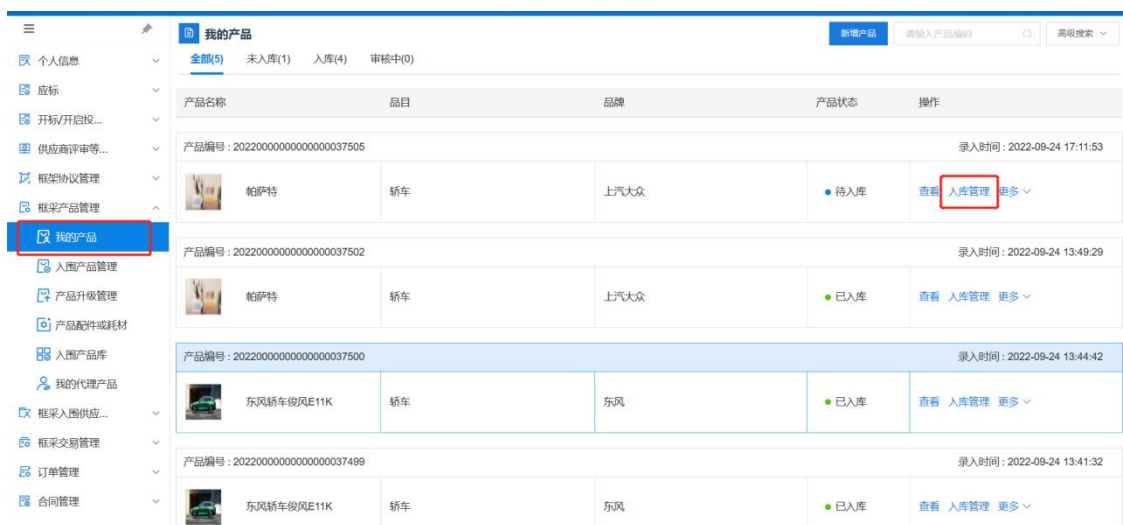 我的产品
新增产品 请输入产品编码 高级搜索
全部(5) 未入库(1) 入库(4) 审核中(0)
个人信息
应标
开标/开启投...
供应商评审等...
框架协议管理
框采产品管理
我的产品
入围产品管理
产品升级管理
产品配件或耗材
入围产品库
我的代理产品
框采入围供应...
框采交易管理
订单管理
合同管理
产品名称 品目 品牌 产品状态 操作
产品编号 : 20220000000000000037505 录入时间 : 2022-09-24 17:11:53
帕萨特 轿车 上汽大众 待入库 查看 入库管理 更多
产品编号 : 20220000000000000037502 录入时间 : 2022-09-24 13:49:29
帕萨特 轿车 上汽大众 已入库 查看 入库管理 更多
产品编号 : 20220000000000000037500 录入时间 : 2022-09-24 13:44:42
东风轿车俊风E11K 轿车 东风 已入库 查看 入库管理 更多
产品编号 : 20220000000000000037499 录入时间 : 2022-09-24 13:41:32
东风轿车俊风E11K 轿车 东风 已入库 查看 入库管理 更多